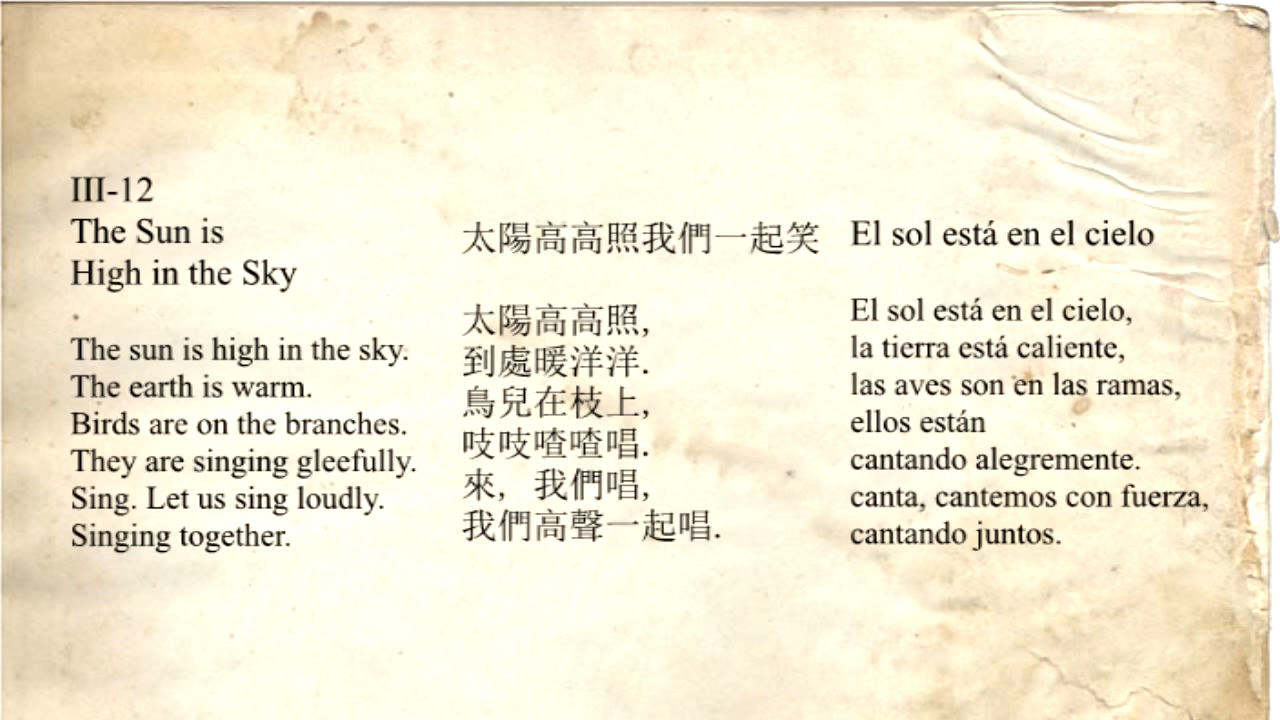 III-12
The Sun is
High in the Sky
The sun is high in the sky.
The earth is warm.
Birds are on the branches.
They are singing gleefully.
Sing. Let us sing loudly.
Singing together.
太陽高高照我們一起笑
太陽高高照,
到處暖洋洋.
鳥兒在枝上,
吱吱喳喳唱.
來, 我們唱,
我們高聲一起唱.
El sol está en el cielo
El sol está en el cielo,
la tierra está caliente,
las aves son en las ramas,
ellos están
cantando alegremente.
canta, cantemos con fuerza,
cantando juntos.